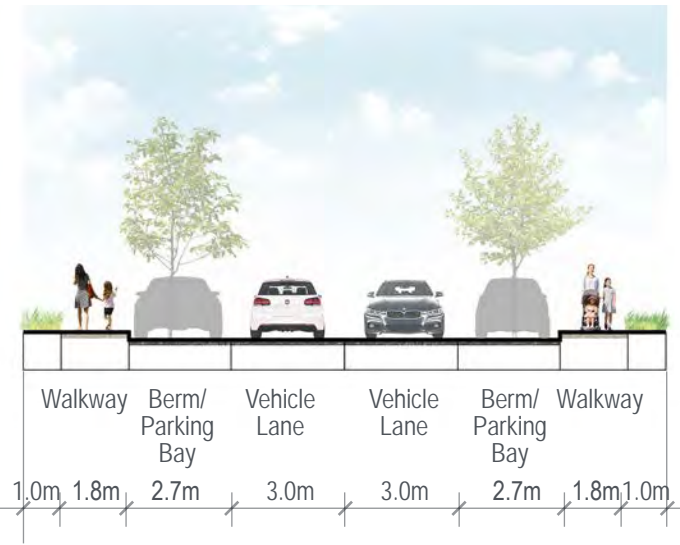 Walkway Berm/ Vehicle Vehicle Berm/ Walkway
Parking Lane Lane Parking
Bay Bay
1.0m 1.8m 2.7m 3.0m 3.0m 2.7m 1.8m 1.0m